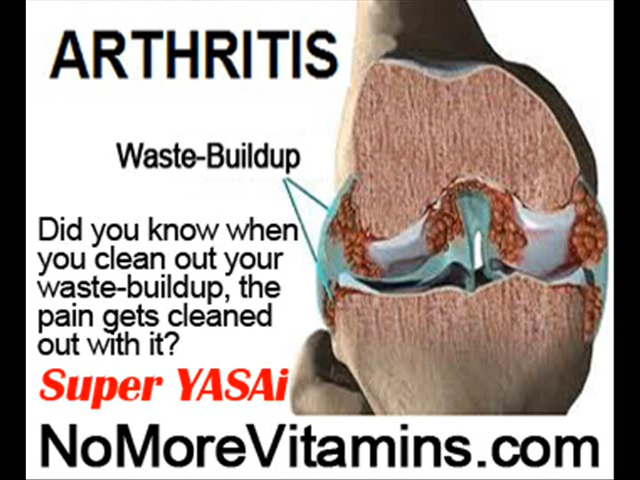 ARTHRITIS
Waste-Buildup
Did you know when
you clean out your
waste-buildup, the
pain gets cleaned
out with it?
Super YASAi
NoMoreVitamins.com